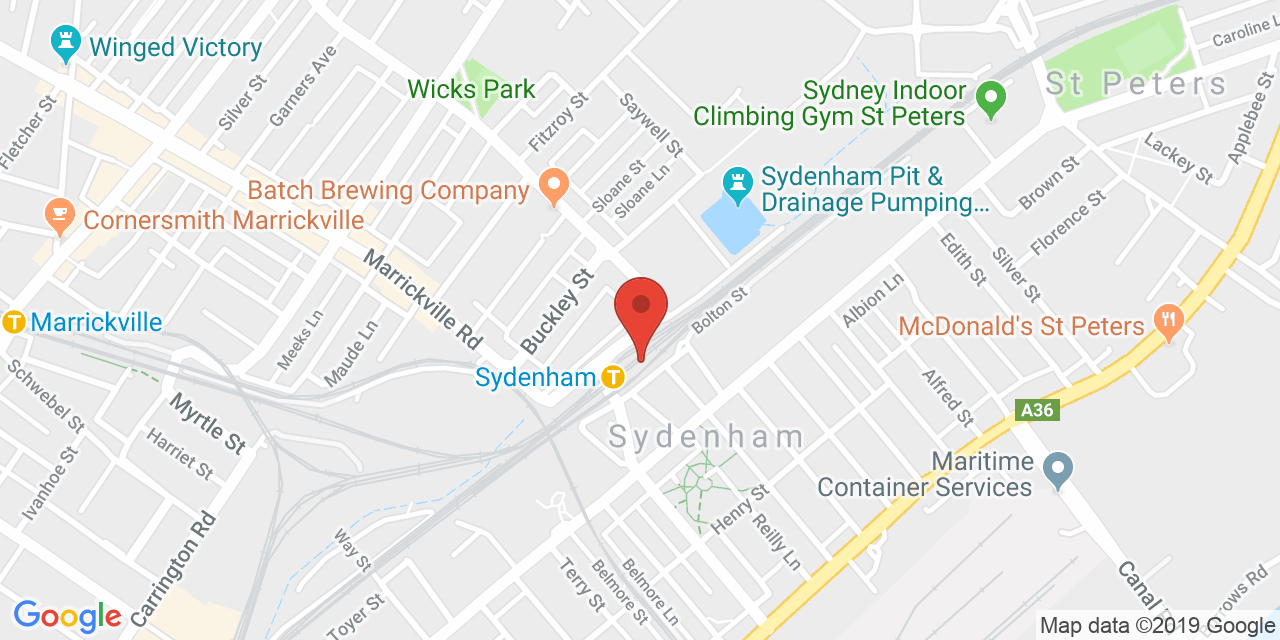 Winged Victory
Silver St
Garners Ave
Fletcher St
Wicks Park
Fitzroy St
Saywell St
Sydney Indoor
Climbing Gym St Peters
St Peters
Caroline L
Applebee St
Lackey St
Brown St
Florence St
Batch Brewing Company
Sloane St
Sloane Ln
Sydenham Pit &
Drainage Pumping...
Cornersmith Marrickville
Marrickville Rd
Buckley St
Edith St
Silver St
Albion Ln
Bolton St
T
Marrickville
Meeks Ln
Maude Ln
McDonald's St Peters
Sydenham
T
Schwebel St
Myrtle St
Harriet St
Ivanhoe St
Alfred St
A36
Sydenham
Maritime
Container Services
Carrington Rd
Way St
Toyer St
Henry St
Reilly Ln
Terry St
Belmore St
Belmore Ln
Canal
rows Rd
Google
Map data ©2019 Google